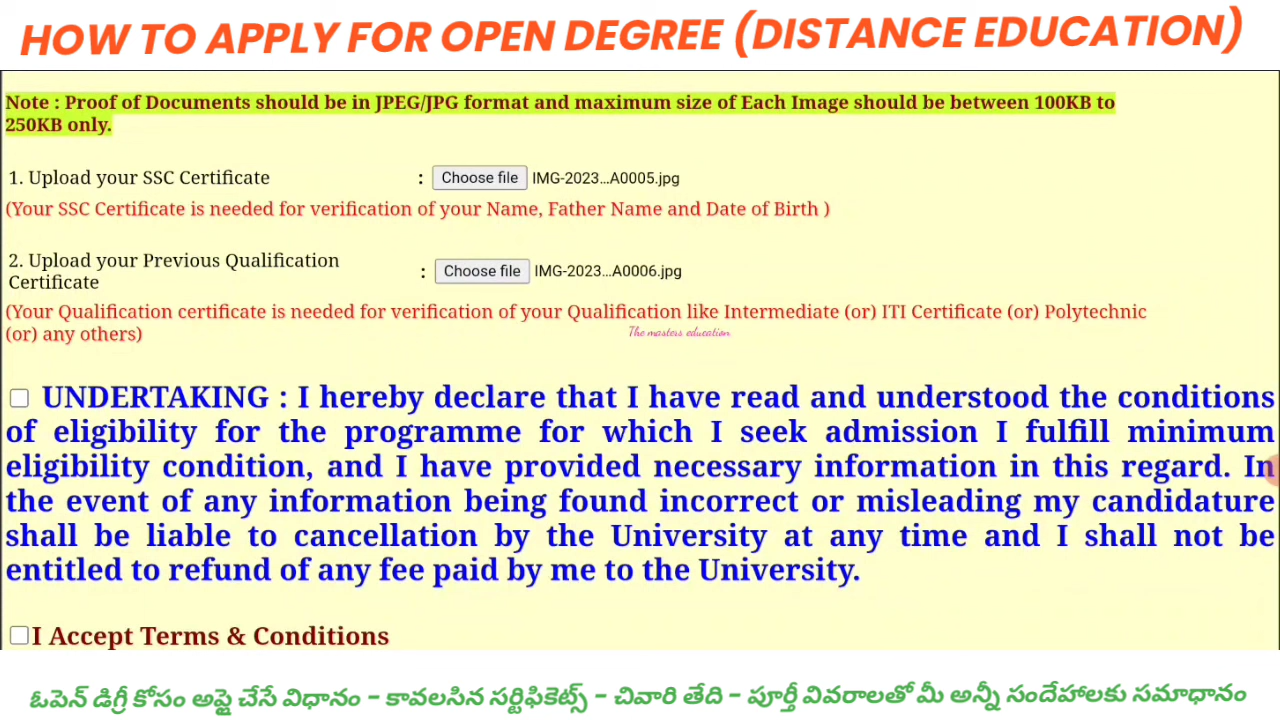 HOW TO APPLY FOR OPEN DEGREE (DISTANCE EDUCATION)
Note : Proof of Documents should be in JPEG/JPG format and maximum size of Each Image should be between 100KB to
250KB only.
1. Upload your SSC Certificate : Choose file IMG-2023...A0005.jpg
(Your SSC Certificate is needed for verification of your Name, Father Name and Date of Birth )
2. Upload your Previous Qualification
Certificate : Choose file IMG-2023...A0006.jpg
(Your Qualification certificate is needed for verification of your Qualification like Intermediate (or) ITI Certificate (or) Polytechnic
(or) any others)
The masters education
UNDERTAKING : I hereby declare that I have read and understood the conditions
of eligibility for the programme for which I seek admission I fulfill minimum
eligibility condition, and I have provided necessary information in this regard. In
the event of any information being found incorrect or misleading my candidature
shall be liable to cancellation by the University at any time and I shall not be
entitled to refund of any fee paid by me to the University.
I Accept Terms & Conditions
ఓపెన్ డిగ్రీ కోసం అప్లై చేసే విధానం - కావలసిన సర్టిఫికెట్స్ - చివారి తేది - పూర్తీ వివరాలతో మీ అన్నీ సందేహాలకు సమాధానం